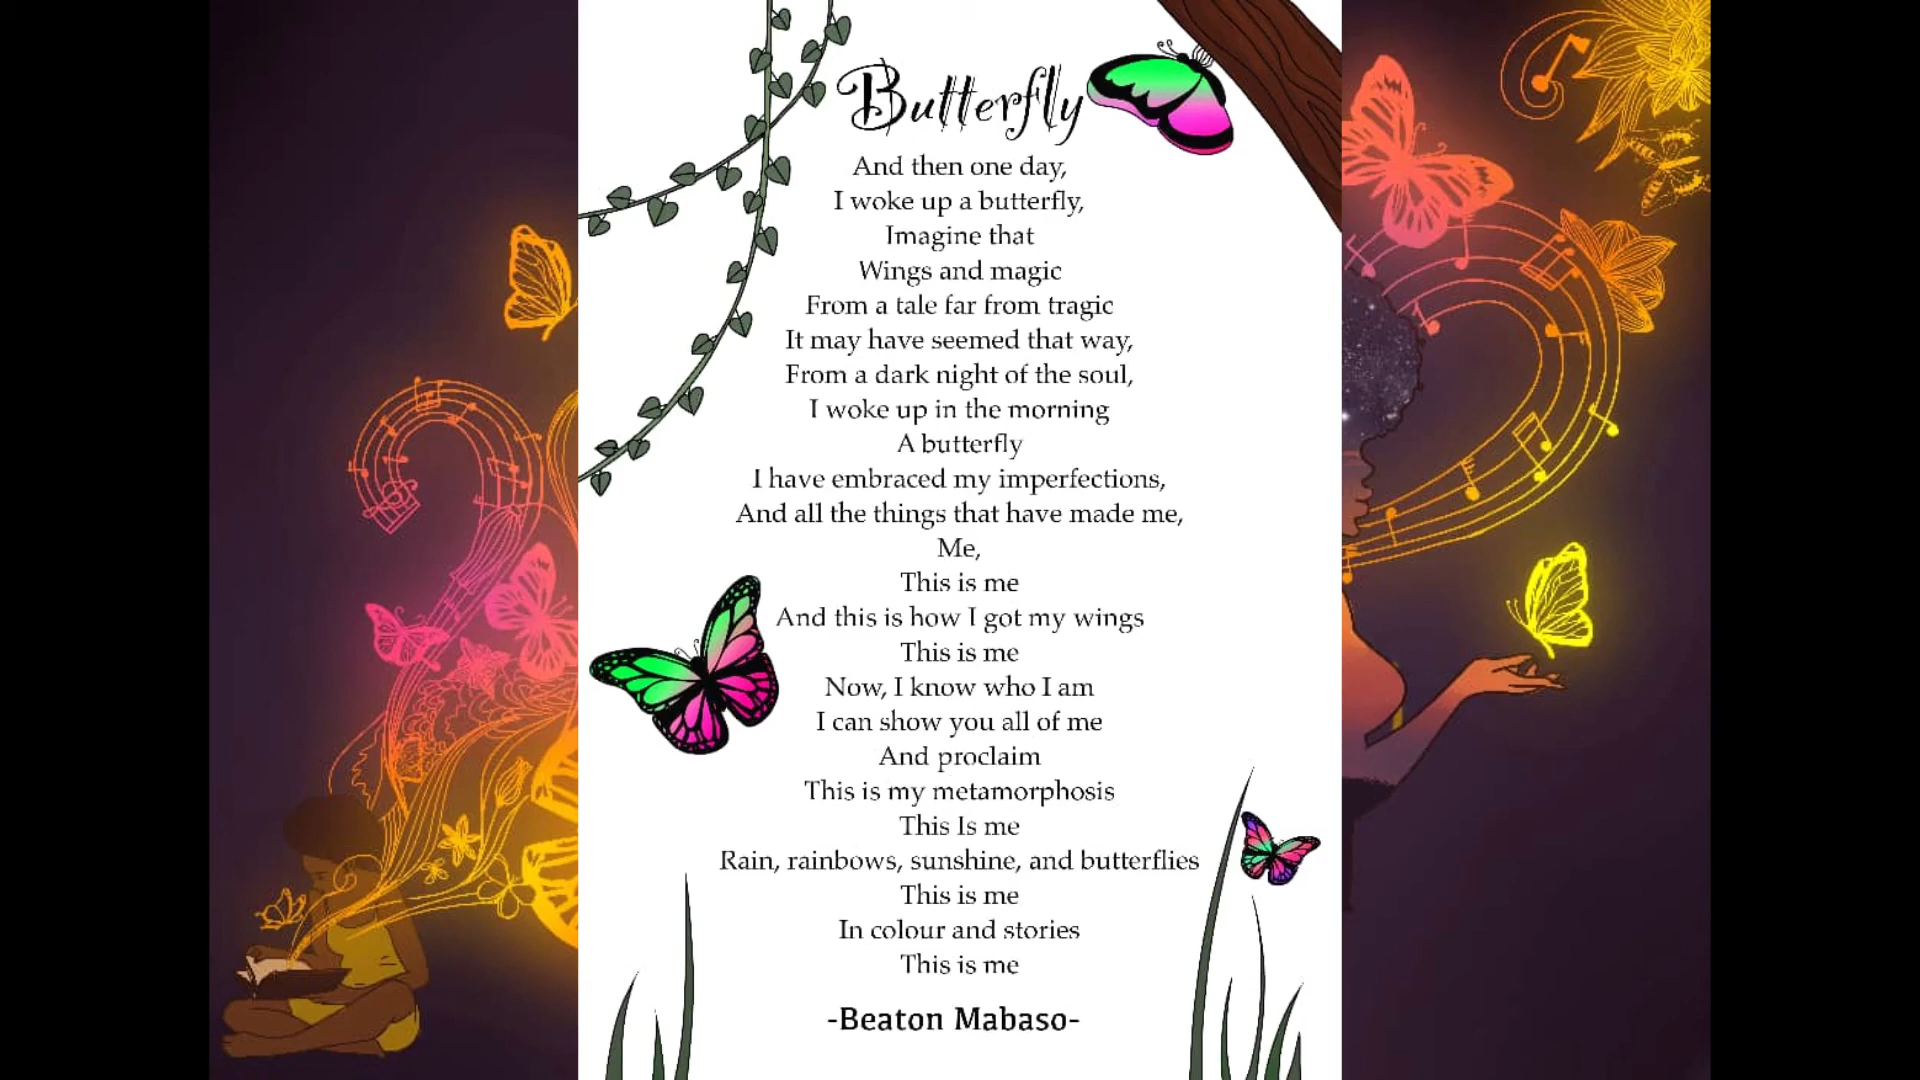 Butterfly
And then one day,
I woke up a butterfly,
Imagine that
Wings and magic
From a tale far from tragic
It may have seemed that way,
From a dark night of the soul,
I woke up in the morning
A butterfly
I have embraced my imperfections,
And all the things that have made me,
Me,
This is me
And this is how I got my wings
This is me
Now, I know who I am
I can show you all of me
And proclaim
This is my metamorphosis
This Is me
Rain, rainbows, sunshine, and butterflies
This is me
In colour and stories
This is me
-Beaton Mabaso-